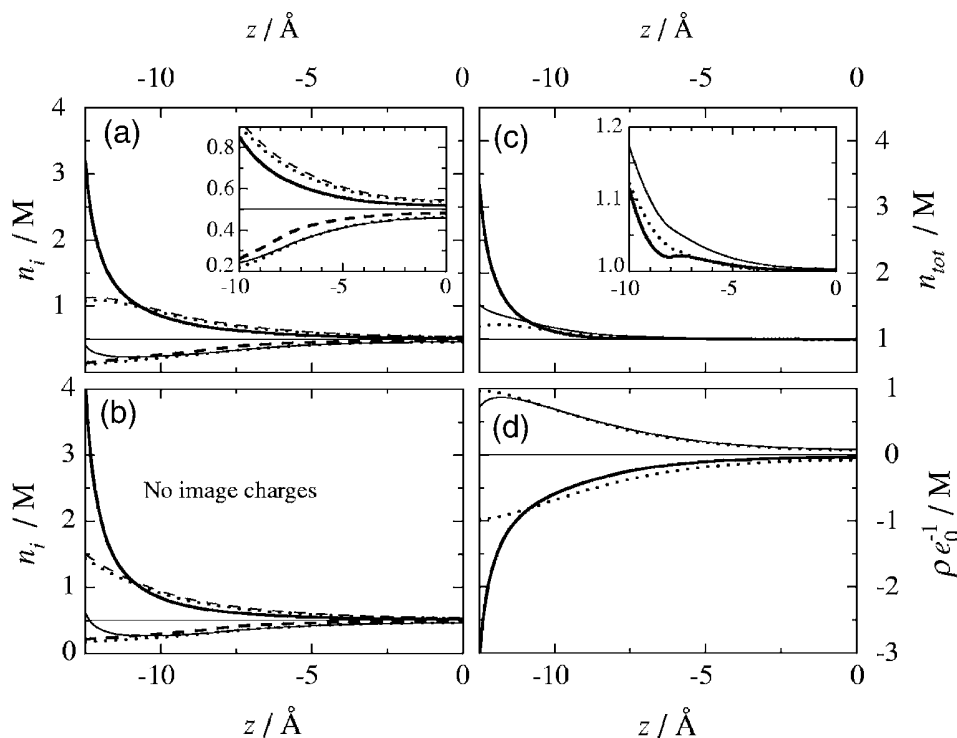 z / Å
z / Å
-10 -5 0 -10 -5 0
(a)
4
3
2
1
n_i / M
0.8
0.6
0.4
0.2
-10 -5 0
(c)
4
3
2
1
n_tot / M
1.2
1.1
1.0
-10 -5 0
(b)
No image charges
4
3
2
1
0
n_i / M
(d)
1
0
-1
-2
-3
ρ e_0^-1 / M
-10 -5 0 -10 -5 0
z / Å
z / Å